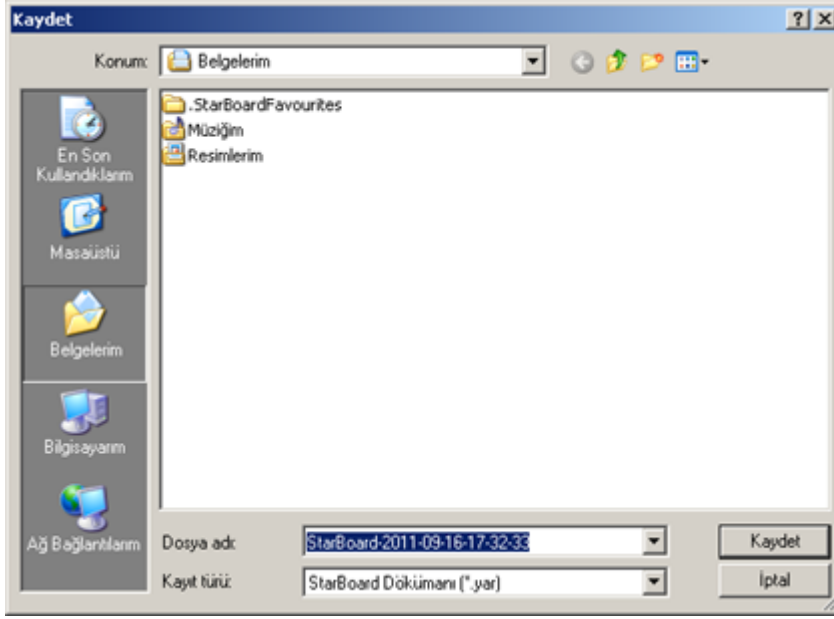 Kaydet
Konum:
Belgelerim
.StarBoardFavourites
Müziğim
Resimlerim
En Son
Kullandıklarım
Masaüstü
Belgelerim
Bilgisayarım
Ağ Bağlantılarım
Dosya adı:
StarBoard-2011-09-16-17-32-33
Kaydet
Kayıt türü:
StarBoard Dökümanı (*.yar)
İptal